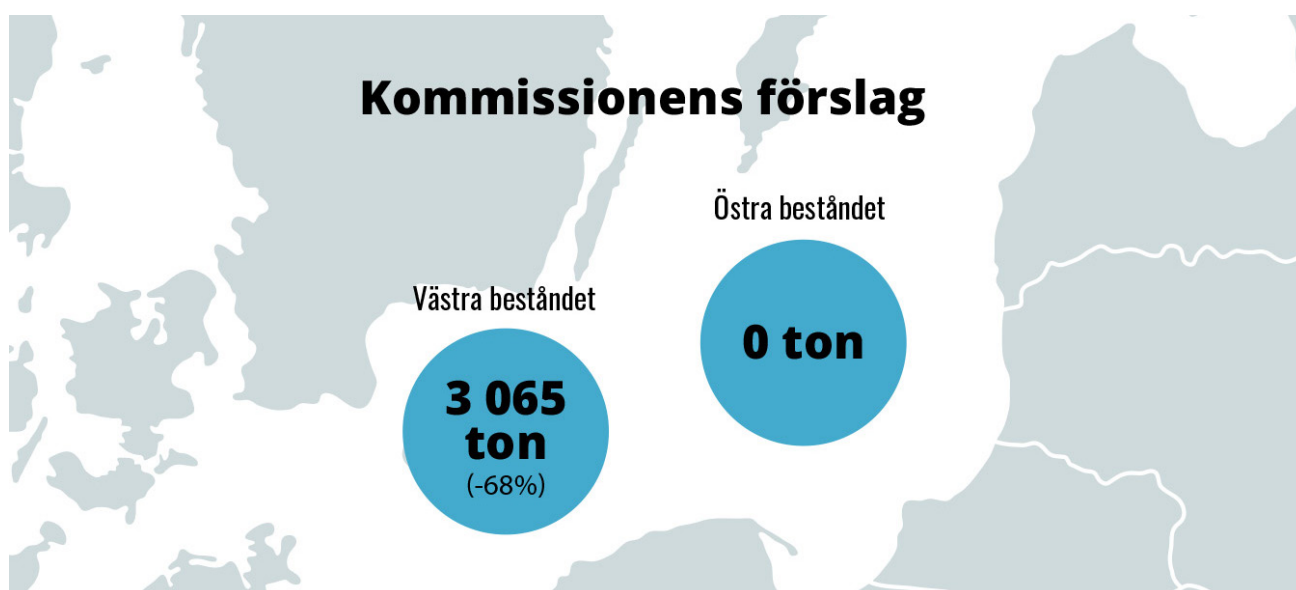 Kommissionens förslag
Östra beståndet
0 ton
Västra beståndet
3 065
ton
(-68%)